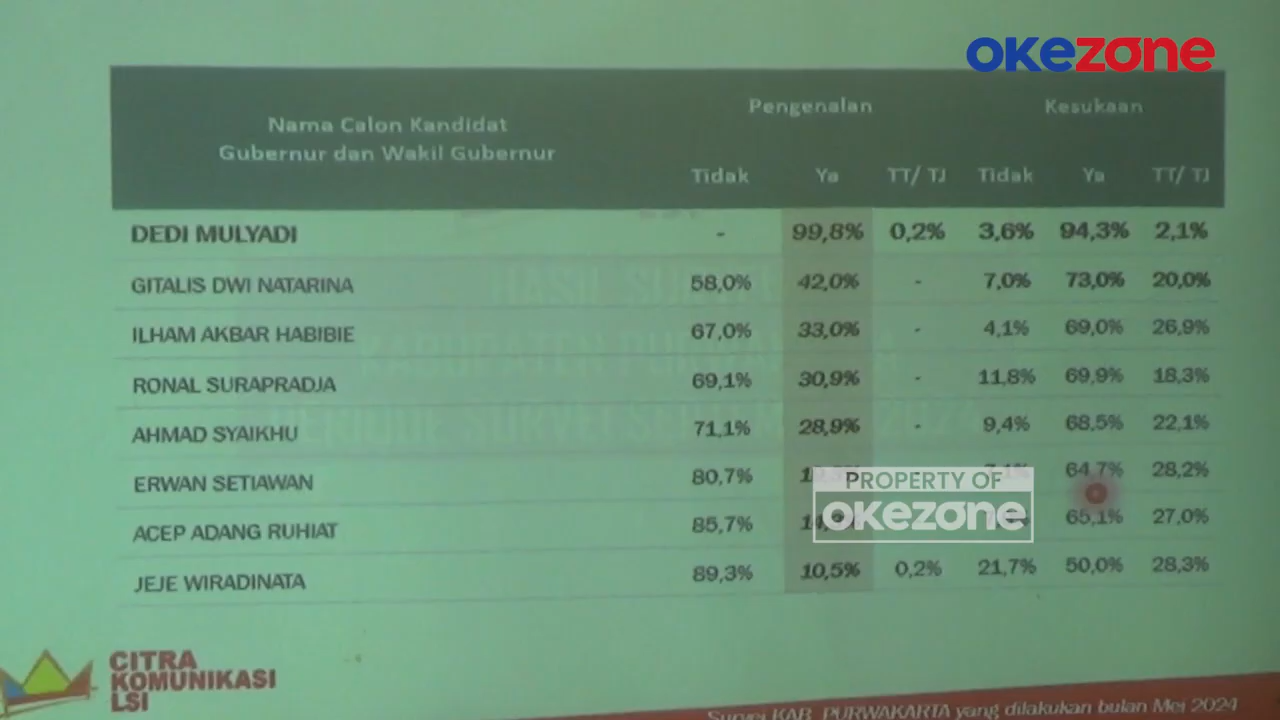 okezone
Nama Calon Kandidat
Gubernur dan Wakil Gubernur
Pengenalan Kesukaan
Tidak Ya TT/ TJ Tidak Ya TT/ TJ
DEDI MULYADI - 99,8% 0,2% 3,6% 94,3% 2,1%
GITALIS DWI NATARINA 58,0% 42,0% - 7,0% 73,0% 20,0%
ILHAM AKBAR HABIBIE 67,0% 33,0% - 4,1% 69,0% 26,9%
RONAL SURAPRADJA 69,1% 30,9% - 11,8% 69,9% 18,3%
AHMAD SYAIKHU 71,1% 28,9% - 9,4% 68,5% 22,1%
ERWAN SETIAWAN 80,7% 64,7% 28,2%
PROPERTY OF
okezone
ACEP ADANG RUHIAT 85,7% 65,1% 27,0%
JEJE WIRADINATA 89,3% 10,5% 0,2% 21,7% 50,0% 28,3%
CITRA
KOMUNIKASI
LSI
Survei KAB. PURWAKARTA yang dilakukan bulan Mei 2024